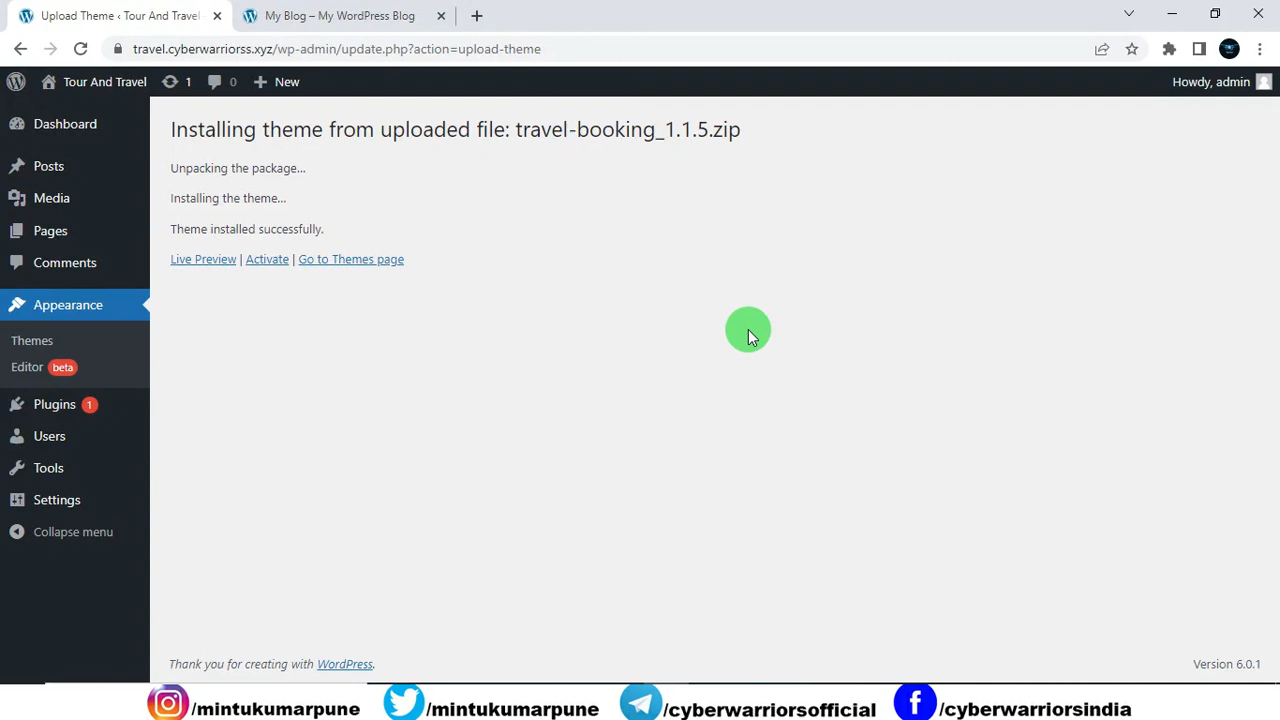 Upload Theme ‹ Tour And Travel
My Blog – My WordPress Blog
travel.cyberwarriorss.xyz/wp-admin/update.php?action=upload-theme
Tour And Travel
1
0
New
Howdy, admin
Dashboard
Posts
Media
Pages
Comments
Appearance
Themes
Editor beta
Plugins 1
Users
Tools
Settings
Collapse menu
Installing theme from uploaded file: travel-booking_1.1.5.zip
Unpacking the package...
Installing the theme...
Theme installed successfully.
Live Preview | Activate | Go to Themes page
Thank you for creating with WordPress.
Version 6.0.1
/mintukumarpune
/mintukumarpune
/cyberwarriorsofficial
/cyberwarriorsindia